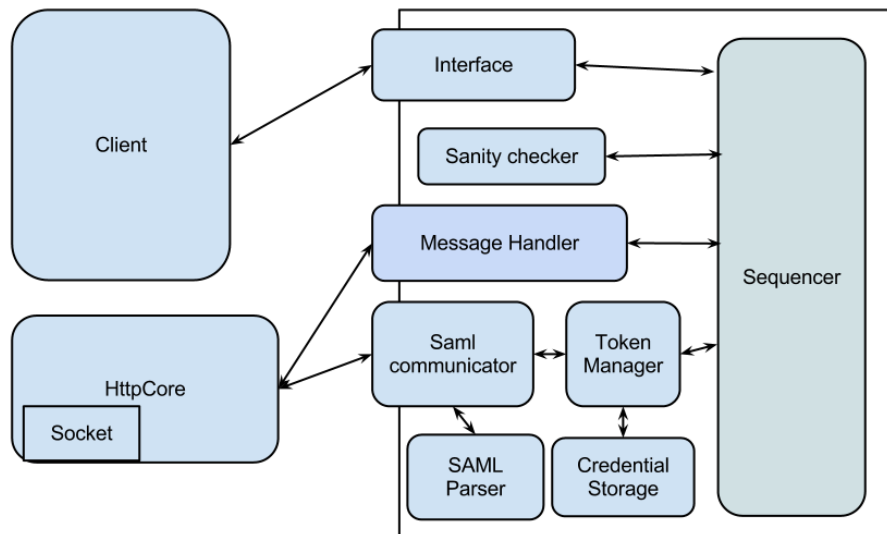 Client
Interface
Sanity checker
Message Handler
Sequencer
HttpCore
Socket
Saml
communicator
Token
Manager
SAML
Parser
Credential
Storage